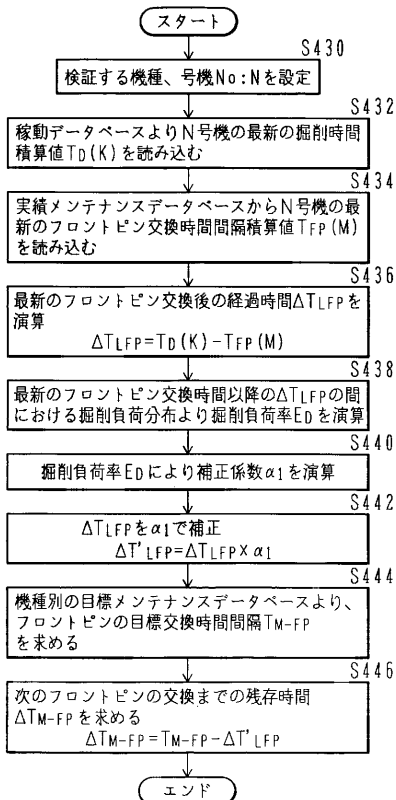 スタート
S430
検証する機種、号機No:Nを設定
S432
稼動データベースよりN号機の最新の掘削時間
積算値TD(K)を読み込む
S434
実績メンテナンスデータベースからN号機の最
新のフロントピン交換時間間隔積算値TFP(M)
を読み込む
S436
最新のフロントピン交換後の経過時間ΔTLFPを
演算
ΔTLFP=TD(K)-TFP(M)
S438
最新のフロントピン交換時間以降のΔTLFPの間
における掘削負荷分布より掘削負荷率EDを演算
S440
掘削負荷率EDにより補正係数α1を演算
S442
ΔTLFPをα1で補正
ΔT'LFP=ΔTLFP×α1
S444
機種別の目標メンテナンスデータベースより、
フロントピンの目標交換時間間隔TM-FP
を求める
S446
次のフロントピンの交換までの残存時間
ΔTM-FPを求める
ΔTM-FP=TM-FP-ΔT'LFP
エンド